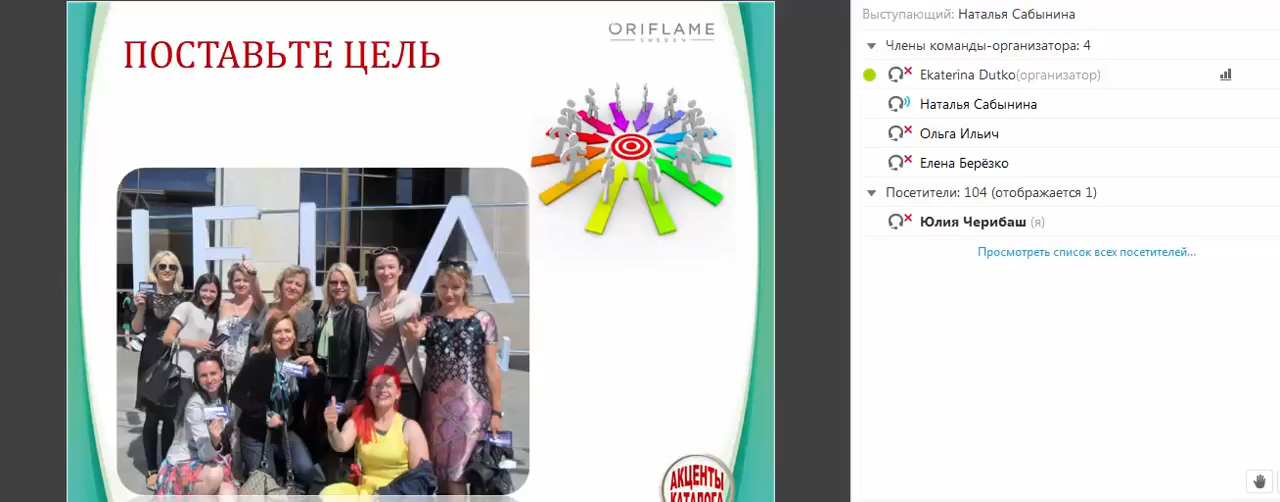 ORIFLAME
SWEDEN
ПОСТАВЬТЕ ЦЕЛЬ
АКЦЕНТЫ
КАТАЛОГА
Выступающий: Наталья Сабынина
Члены команды-организатора: 4
Ekaterina Dutko(организатор)
Наталья Сабынина
Ольга Ильич
Елена Берёзко
Посетители: 104 (отображается 1)
Юлия Черибаш (я)
Просмотреть список всех посетителей...